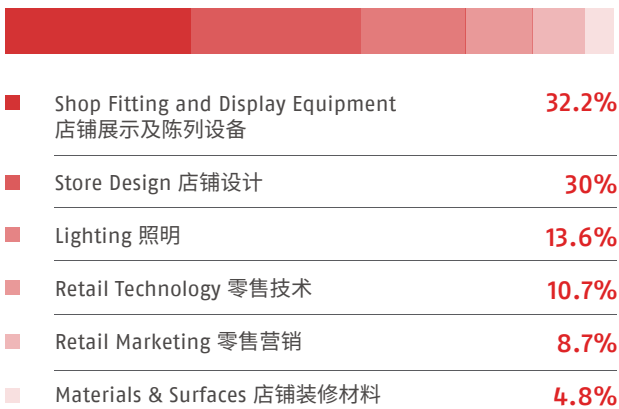 Shop Fitting and Display Equipment 32.2%
店铺展示及陈列设备
Store Design 店铺设计 30%
Lighting 照明 13.6%
Retail Technology 零售技术 10.7%
Retail Marketing 零售营销 8.7%
Materials & Surfaces 店铺装修材料 4.8%